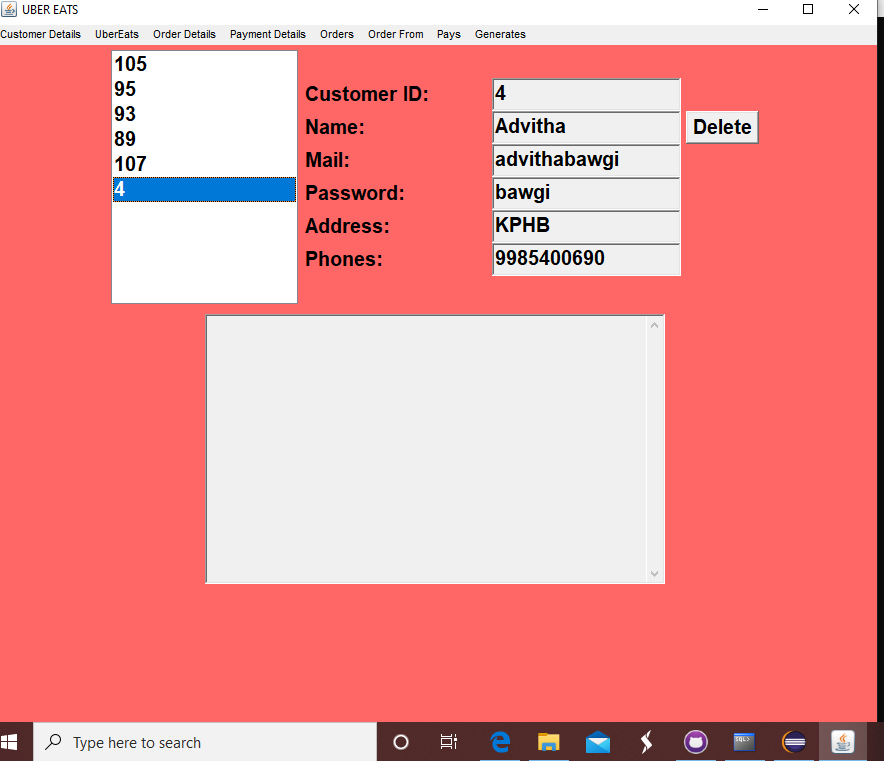 UBER EATS
Customer Details UberEats Order Details Payment Details Orders Order From Pays Generates
105
95
93
89
107
4
Customer ID: 4
Name: Advitha Delete
Mail: advithabawgi
Password: bawgi
Address: KPHB
Phones: 9985400690
Type here to search
SQL>